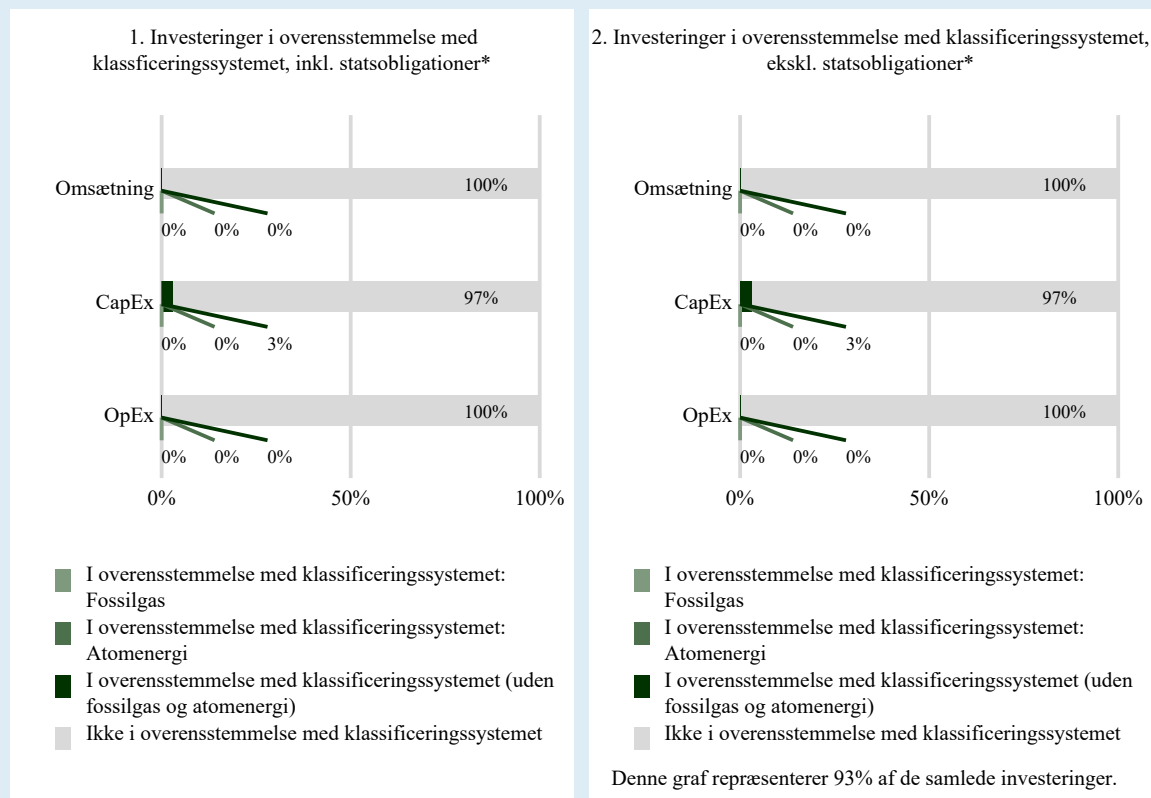 1. Investeringer i overensstemmelse med
klassficeringssystemet, inkl. statsobligationer*
Omsætning
100%
0% 0% 0%
CapEx
97%
0% 0% 3%
OpEx
100%
0% 0% 0%
0% 50% 100%
I overensstemmelse med klassificeringssystemet:
Fossilgas
I overensstemmelse med klassificeringssystemet:
Atomenergi
I overensstemmelse med klassificeringssystemet (uden
fossilgas og atomenergi)
Ikke i overensstemmelse med klassificeringssystemet
2. Investeringer i overensstemmelse med klassificeringssystemet,
ekskl. statsobligationer*
Omsætning
100%
0% 0% 0%
CapEx
97%
0% 0% 3%
OpEx
100%
0% 0% 0%
0% 50% 100%
I overensstemmelse med klassificeringssystemet:
Fossilgas
I overensstemmelse med klassificeringssystemet:
Atomenergi
I overensstemmelse med klassificeringssystemet (uden
fossilgas og atomenergi)
Ikke i overensstemmelse med klassificeringssystemet
Denne graf repræsenterer 93% af de samlede investeringer.